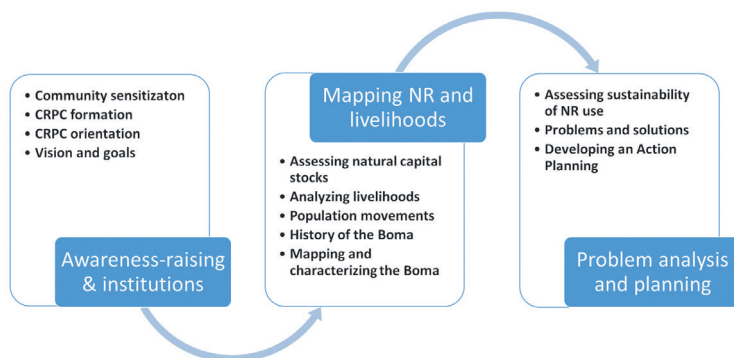 • Community sensitizaton
• CRPC formation
• CRPC orientation
• Vision and goals
Awareness-raising
& institutions
Mapping NR and
livelihoods
• Assessing natural capital
stocks
• Analyzing livelihoods
• Population movements
• History of the Boma
• Mapping and
characterizing the Boma
• Assessing sustainability
of NR use
• Problems and solutions
• Developing an Action
Planning
Problem analysis
and planning